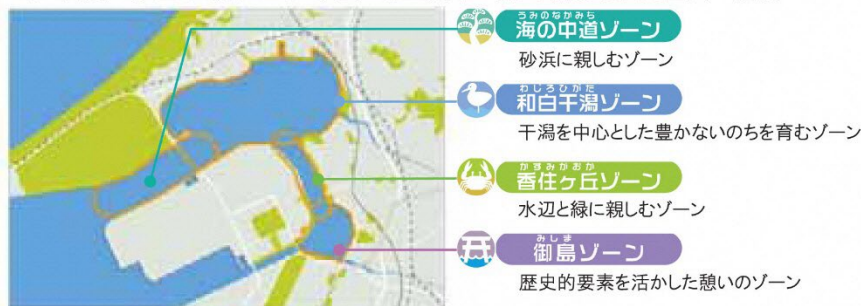 うみのなかみち
海の中道ゾーン
砂浜に親しむゾーン
わじろひがた
和白干潟ゾーン
干潟を中心とした豊かないのちを育むゾーン
かすみがおか
香住ヶ丘ゾーン
水辺と緑に親しむゾーン
みしま
御島ゾーン
歴史的要素を活かした憩いのゾーン